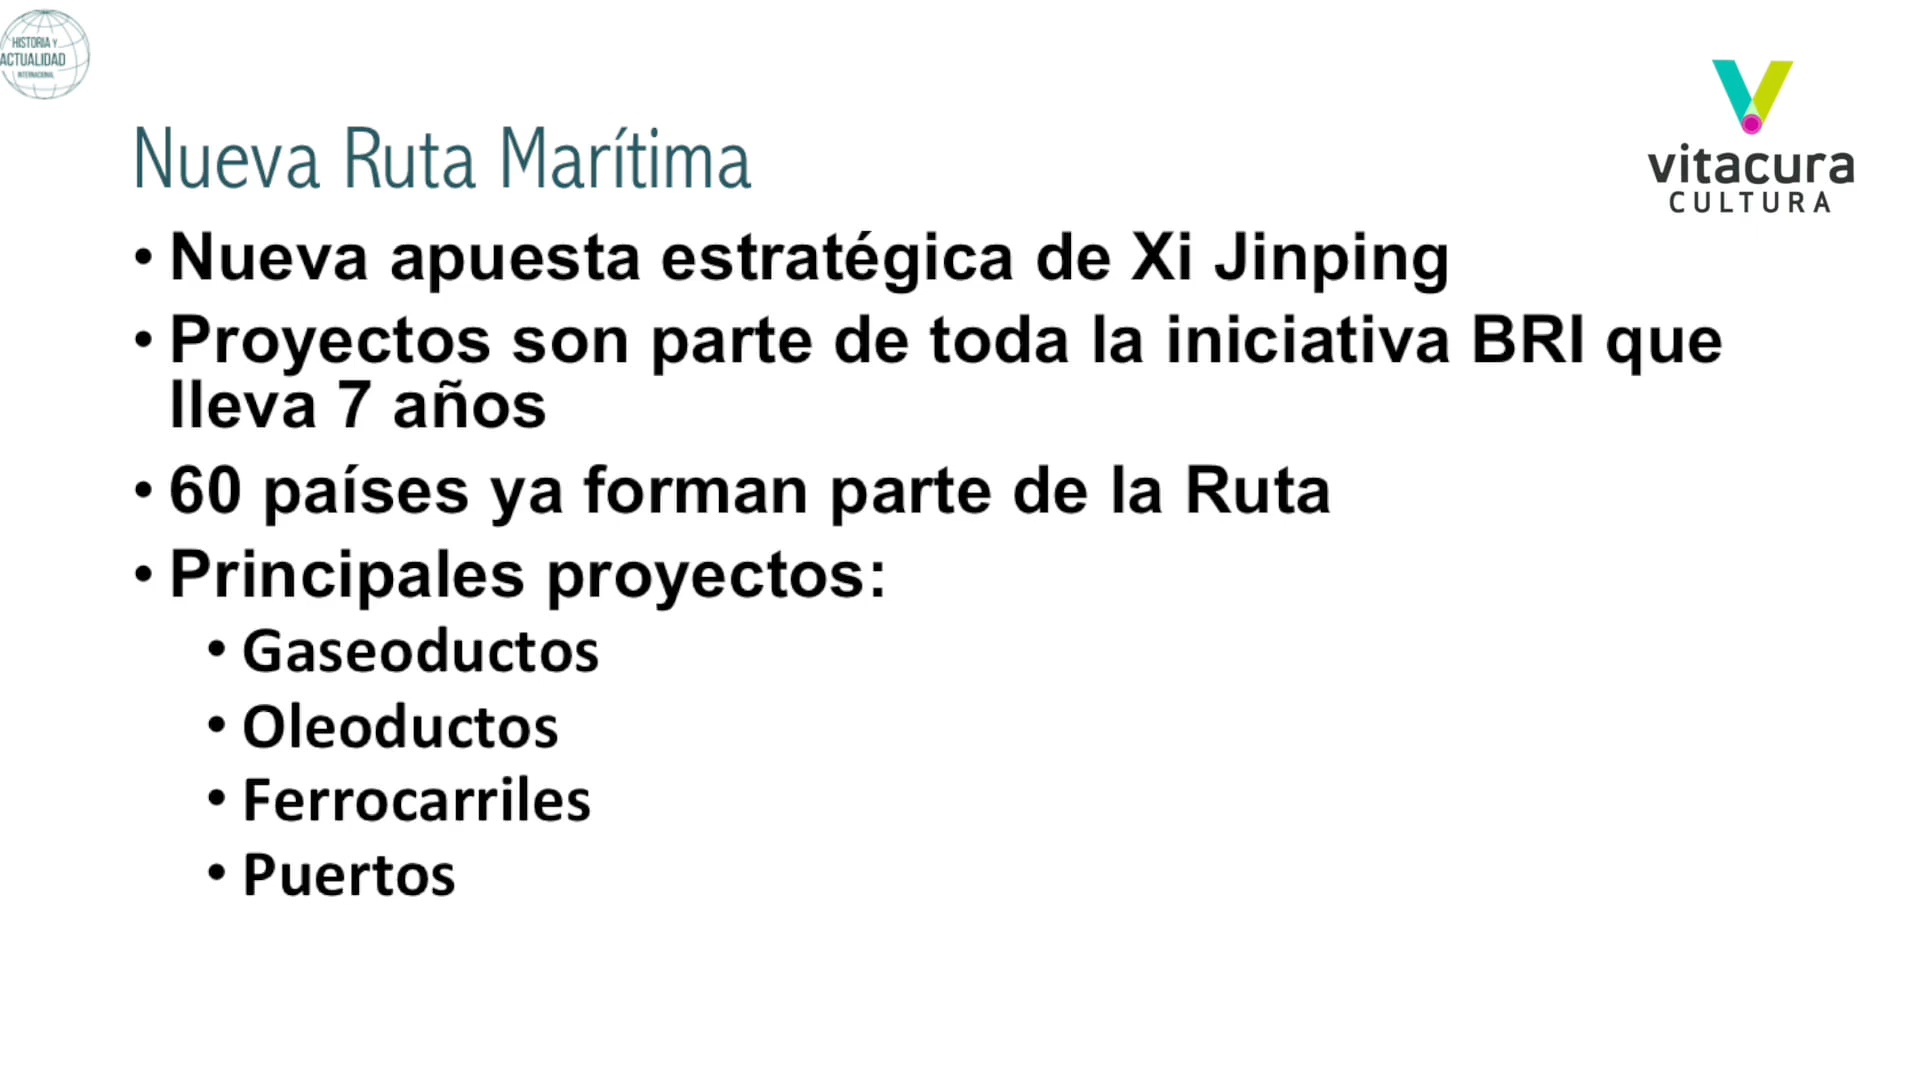 HISTORIA Y
ACTUALIDAD
INTERNACIONAL
vitacura
CULTURA
Nueva Ruta Marítima
• Nueva apuesta estratégica de Xi Jinping
• Proyectos son parte de toda la iniciativa BRI que
lleva 7 años
• 60 países ya forman parte de la Ruta
• Principales proyectos:
• Gaseoductos
• Oleoductos
• Ferrocarriles
• Puertos